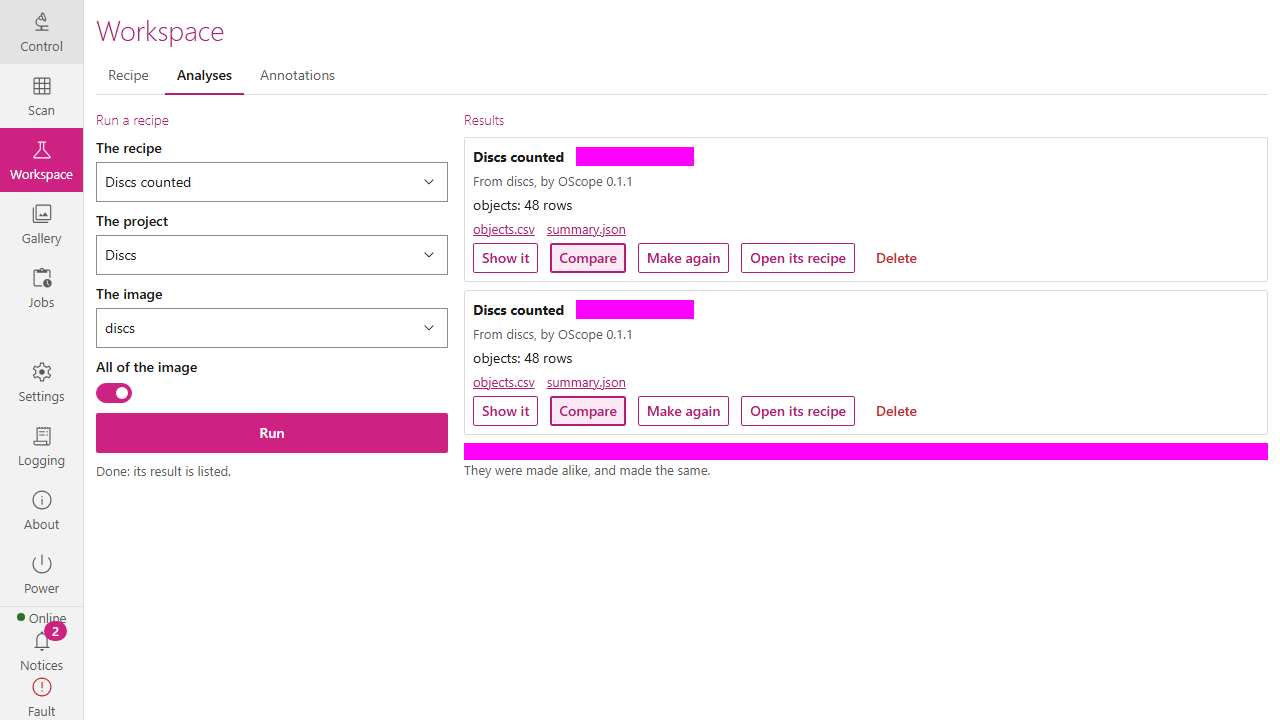 Control
Scan
Workspace
Gallery
Jobs
Settings
Logging
About
Power
Online
2
Notices
Fault
Workspace
Recipe Analyses Annotations
Run a recipe
The recipe
Discs counted
The project
Discs
The image
discs
All of the image
Run
Done: its result is listed.
Results
Discs counted
From discs, by OScope 0.1.1
objects: 48 rows
objects.csv summary.json
Show it Compare Make again Open its recipe Delete
Discs counted
From discs, by OScope 0.1.1
objects: 48 rows
objects.csv summary.json
Show it Compare Make again Open its recipe Delete
They were made alike, and made the same.